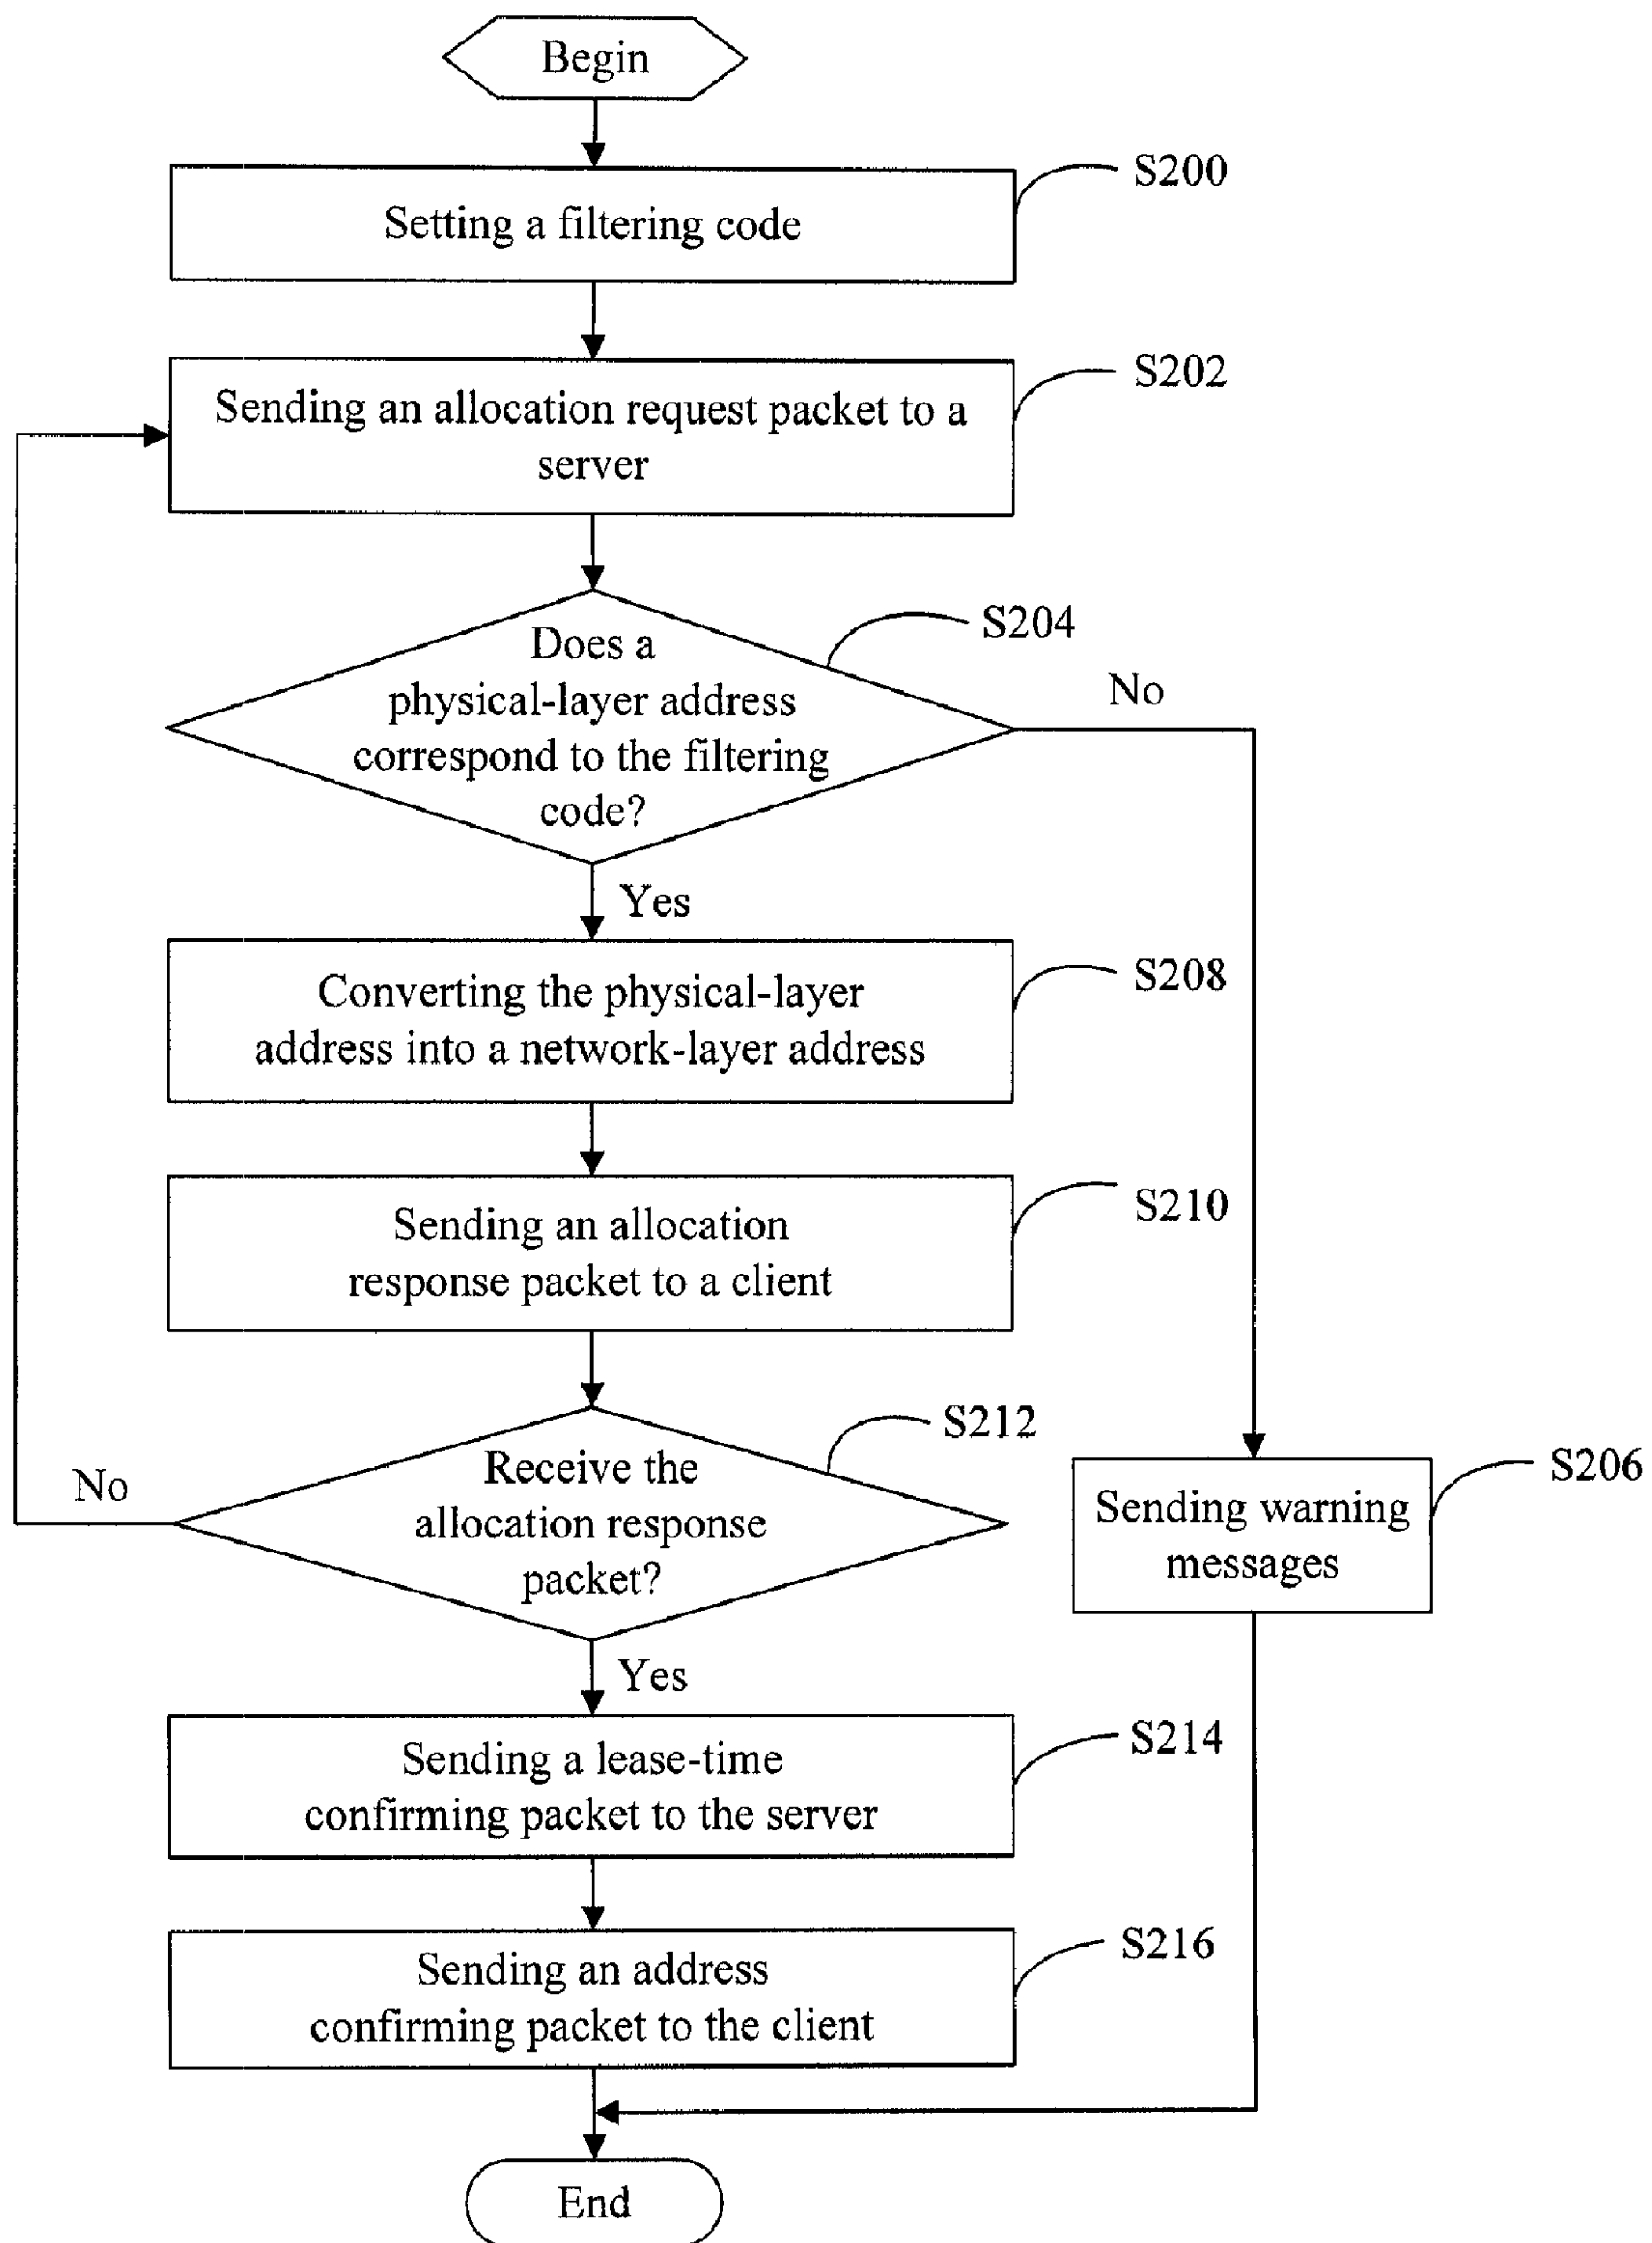 Begin
S200
Setting a filtering code
S202
Sending an allocation request packet to a
server
S204
Does a
physical-layer address
correspond to the filtering
code?
No
Yes
S208
Converting the physical-layer
address into a network-layer address
S210
Sending an allocation
response packet to a client
S212
Receive the
allocation response
packet?
No
S206
Sending warning
messages
Yes
S214
Sending a lease-time
confirming packet to the server
S216
Sending an address
confirming packet to the client
End